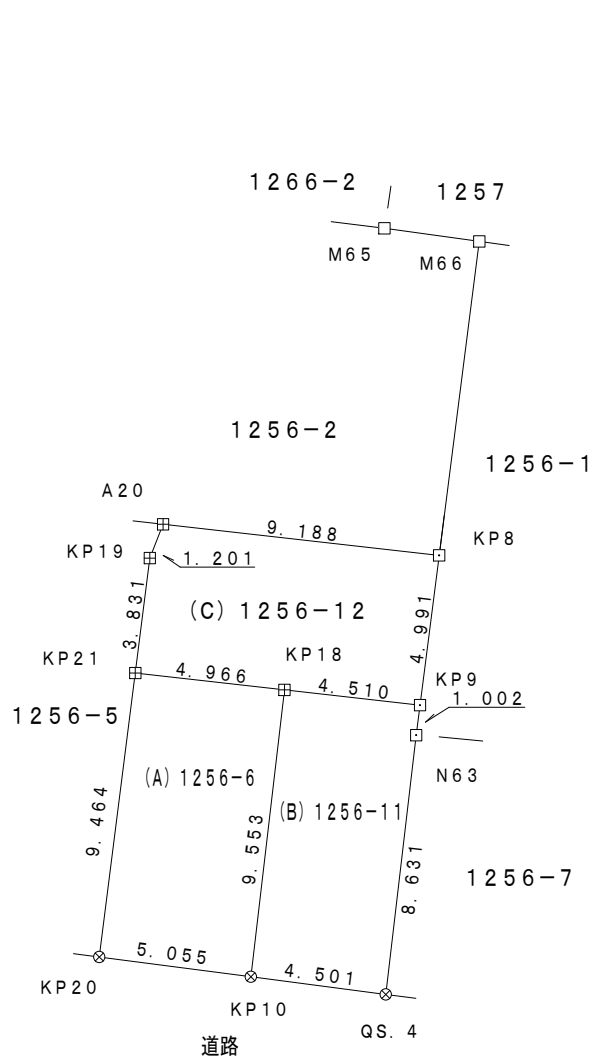 1266-2
1257
M65
M66
1256-2
1256-1
A20
9. 188
KP8
KP19
1. 201
3. 831
(C) 1256-12
4. 991
KP21
4. 966
KP18
4. 510
KP9
1. 002
1256-5
N63
(A) 1256-6
(B) 1256-11
9. 464
9. 553
8. 631
1256-7
5. 055
4. 501
KP20
KP10
QS. 4
道路